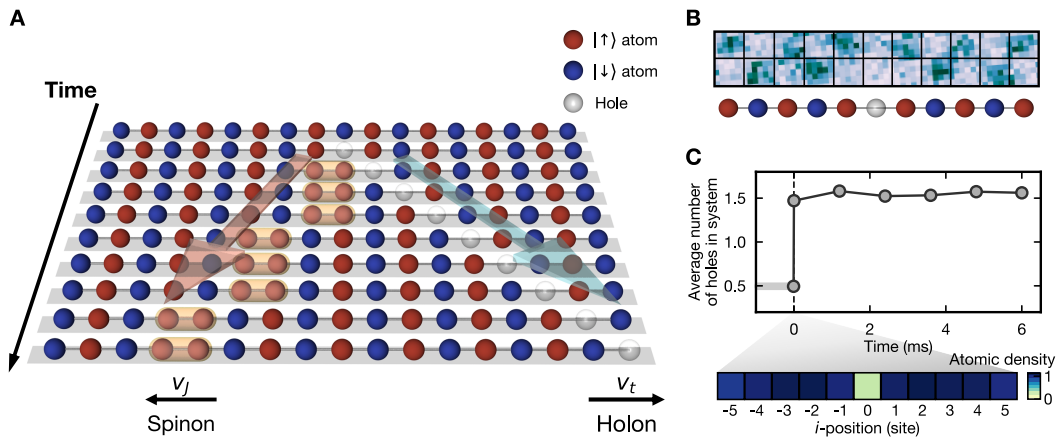 A
|↑⟩ atom
|↓⟩ atom
Hole
Time
v_J
Spinon
v_t
Holon
B
C
Average number
of holes in system
1.5
1.0
0.5
0 2 4 6
Time (ms)
Atomic density
1
0
-5 -4 -3 -2 -1 0 1 2 3 4 5
i-position (site)